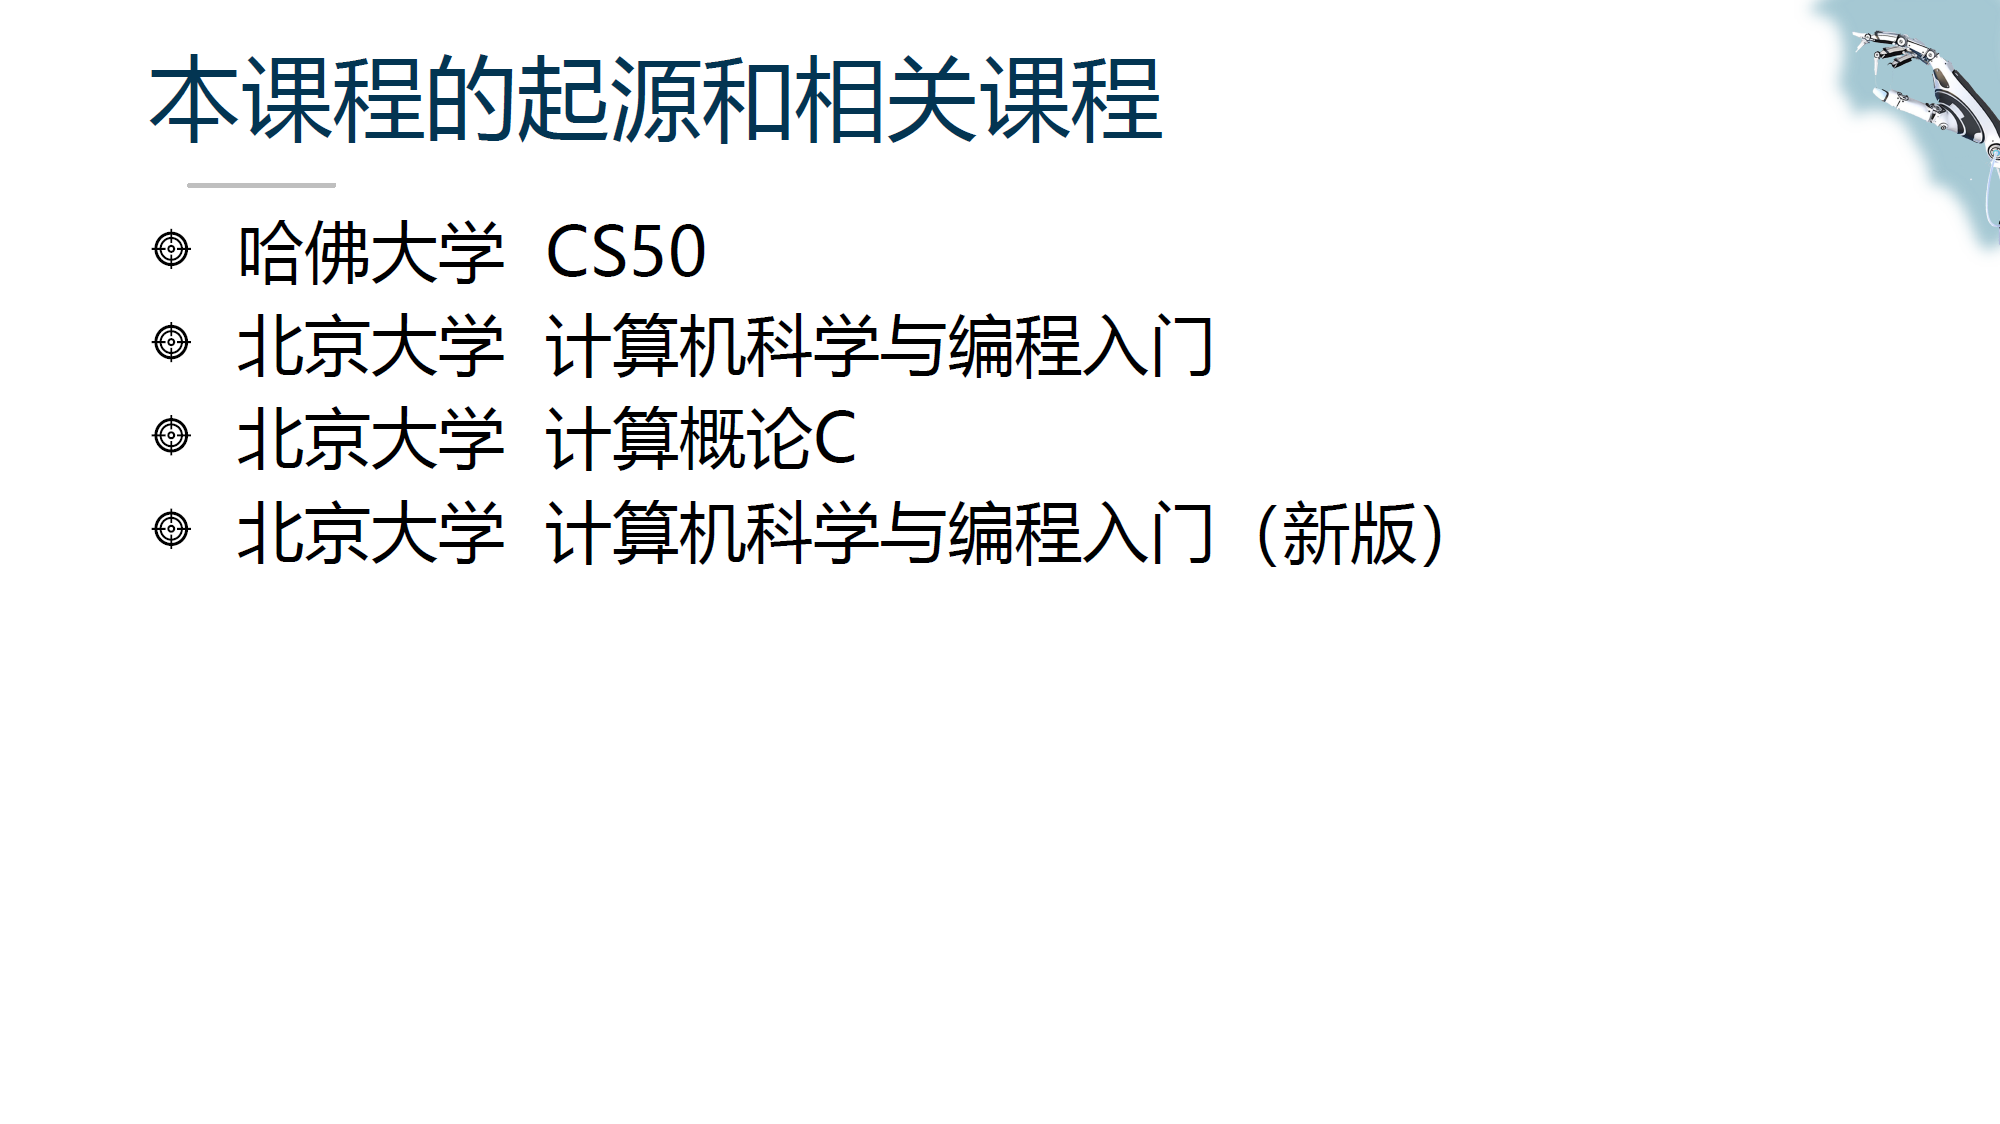 本课程的起源和相关课程
哈佛大学 CS50
北京大学 计算机科学与编程入门
北京大学 计算概论C
北京大学 计算机科学与编程入门（新版）